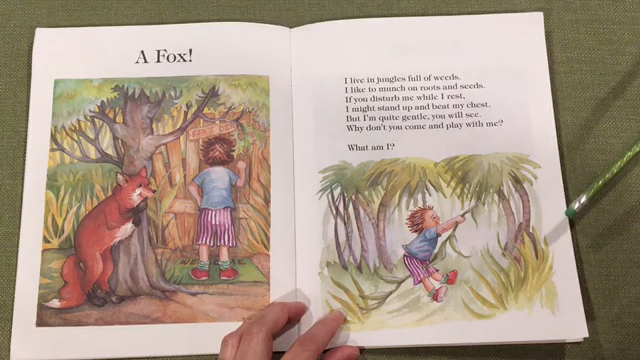 A Fox!
I live in jungles full of weeds.
I like to munch on roots and seeds.
If you disturb me while I rest,
I might stand up and beat my chest.
But I'm quite gentle, you will see.
Why don't you come and play with me?
What am I?